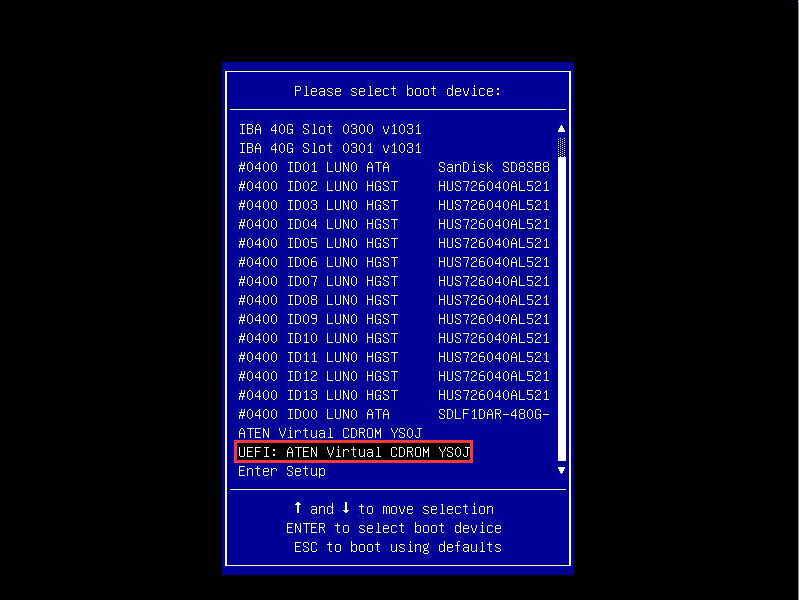 Please select boot device:
IBA 40G Slot 0300 v1031
IBA 40G Slot 0301 v1031
#0400 ID01 LUN0 ATA SanDisk SD8SB8
#0400 ID02 LUN0 HGST HUS726040AL521
#0400 ID03 LUN0 HGST HUS726040AL521
#0400 ID04 LUN0 HGST HUS726040AL521
#0400 ID05 LUN0 HGST HUS726040AL521
#0400 ID06 LUN0 HGST HUS726040AL521
#0400 ID07 LUN0 HGST HUS726040AL521
#0400 ID08 LUN0 HGST HUS726040AL521
#0400 ID09 LUN0 HGST HUS726040AL521
#0400 ID10 LUN0 HGST HUS726040AL521
#0400 ID11 LUN0 HGST HUS726040AL521
#0400 ID12 LUN0 HGST HUS726040AL521
#0400 ID13 LUN0 HGST HUS726040AL521
#0400 ID00 LUN0 ATA SDLF1DAR-480G-
ATEN Virtual CDROM YS0J
UEFI: ATEN Virtual CDROM YS0J
Enter Setup
↑ and ↓ to move selection
ENTER to select boot device
ESC to boot using defaults